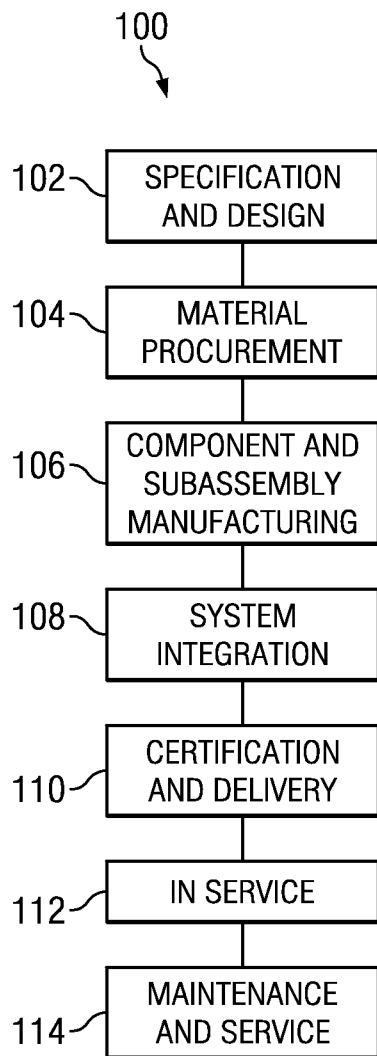 100
102
SPECIFICATION
AND DESIGN
104
MATERIAL
PROCUREMENT
106
COMPONENT AND
SUBASSEMBLY
MANUFACTURING
108
SYSTEM
INTEGRATION
110
CERTIFICATION
AND DELIVERY
112
IN SERVICE
114
MAINTENANCE
AND SERVICE